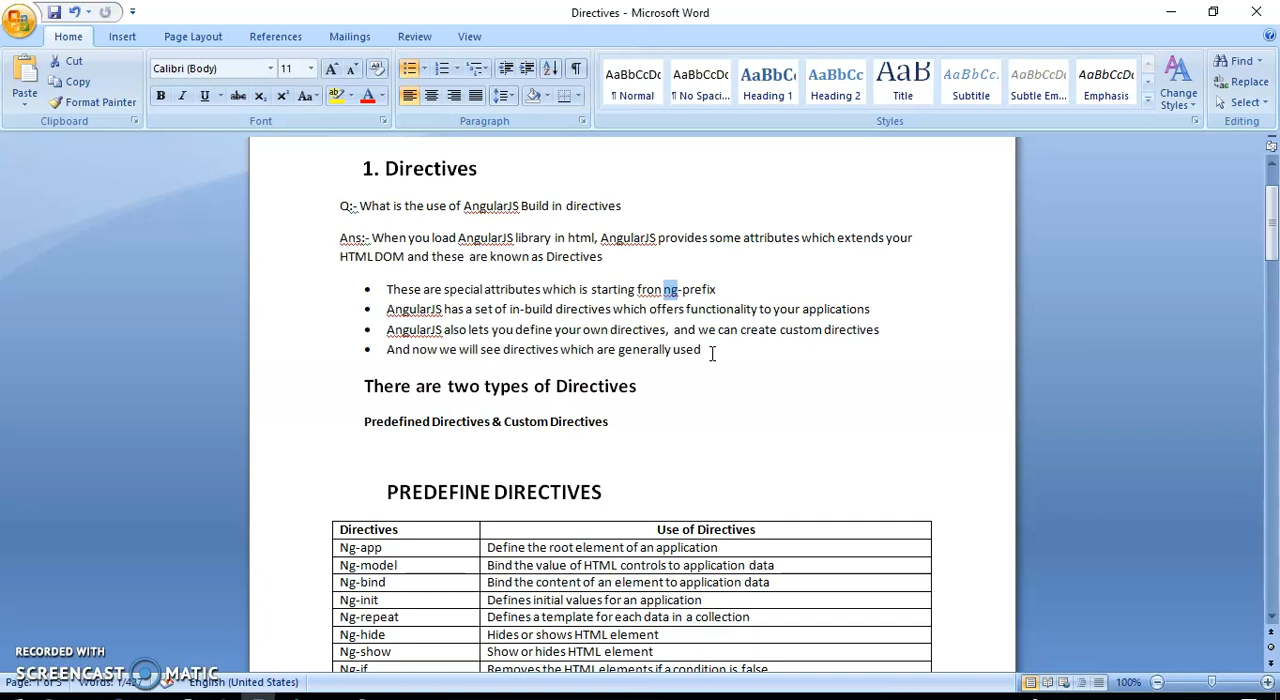 Directives - Microsoft Word
Home Insert Page Layout References Mailings Review View
Paste
Cut
Copy
Format Painter
Clipboard
Calibri (Body) 11
Font
Paragraph
AaBbCcDc AaBbCcDc AaBbC AaBbCc AaB AaBbCc. AaBbCcDc AaBbCcDc
¶ Normal ¶ No Spaci... Heading 1 Heading 2 Title Subtitle Subtle Em... Emphasis
Change Styles
Styles
Find
Replace
Select
Editing
1. Directives
Q:- What is the use of AngularJS Build in directives
Ans:- When you load AngularJS library in html, AngularJS provides some attributes which extends your
HTML DOM and these are known as Directives
• These are special attributes which is starting fron ng-prefix
• AngularJS has a set of in-build directives which offers functionality to your applications
• AngularJS also lets you define your own directives, and we can create custom directives
• And now we will see directives which are generally used
There are two types of Directives
Predefined Directives & Custom Directives
PREDEFINE DIRECTIVES
Directives Use of Directives
Ng-app Define the root element of an application
Ng-model Bind the value of HTML controls to application data
Ng-bind Bind the content of an element to application data
Ng-init Defines initial values for an application
Ng-repeat Defines a template for each data in a collection
Ng-hide Hides or shows HTML element
Ng-show Show or hides HTML element
Ng-if Removes the HTML elements if a condition is false
RECORDED WITH
SCREENCAST MATIC
English (United States)
100%